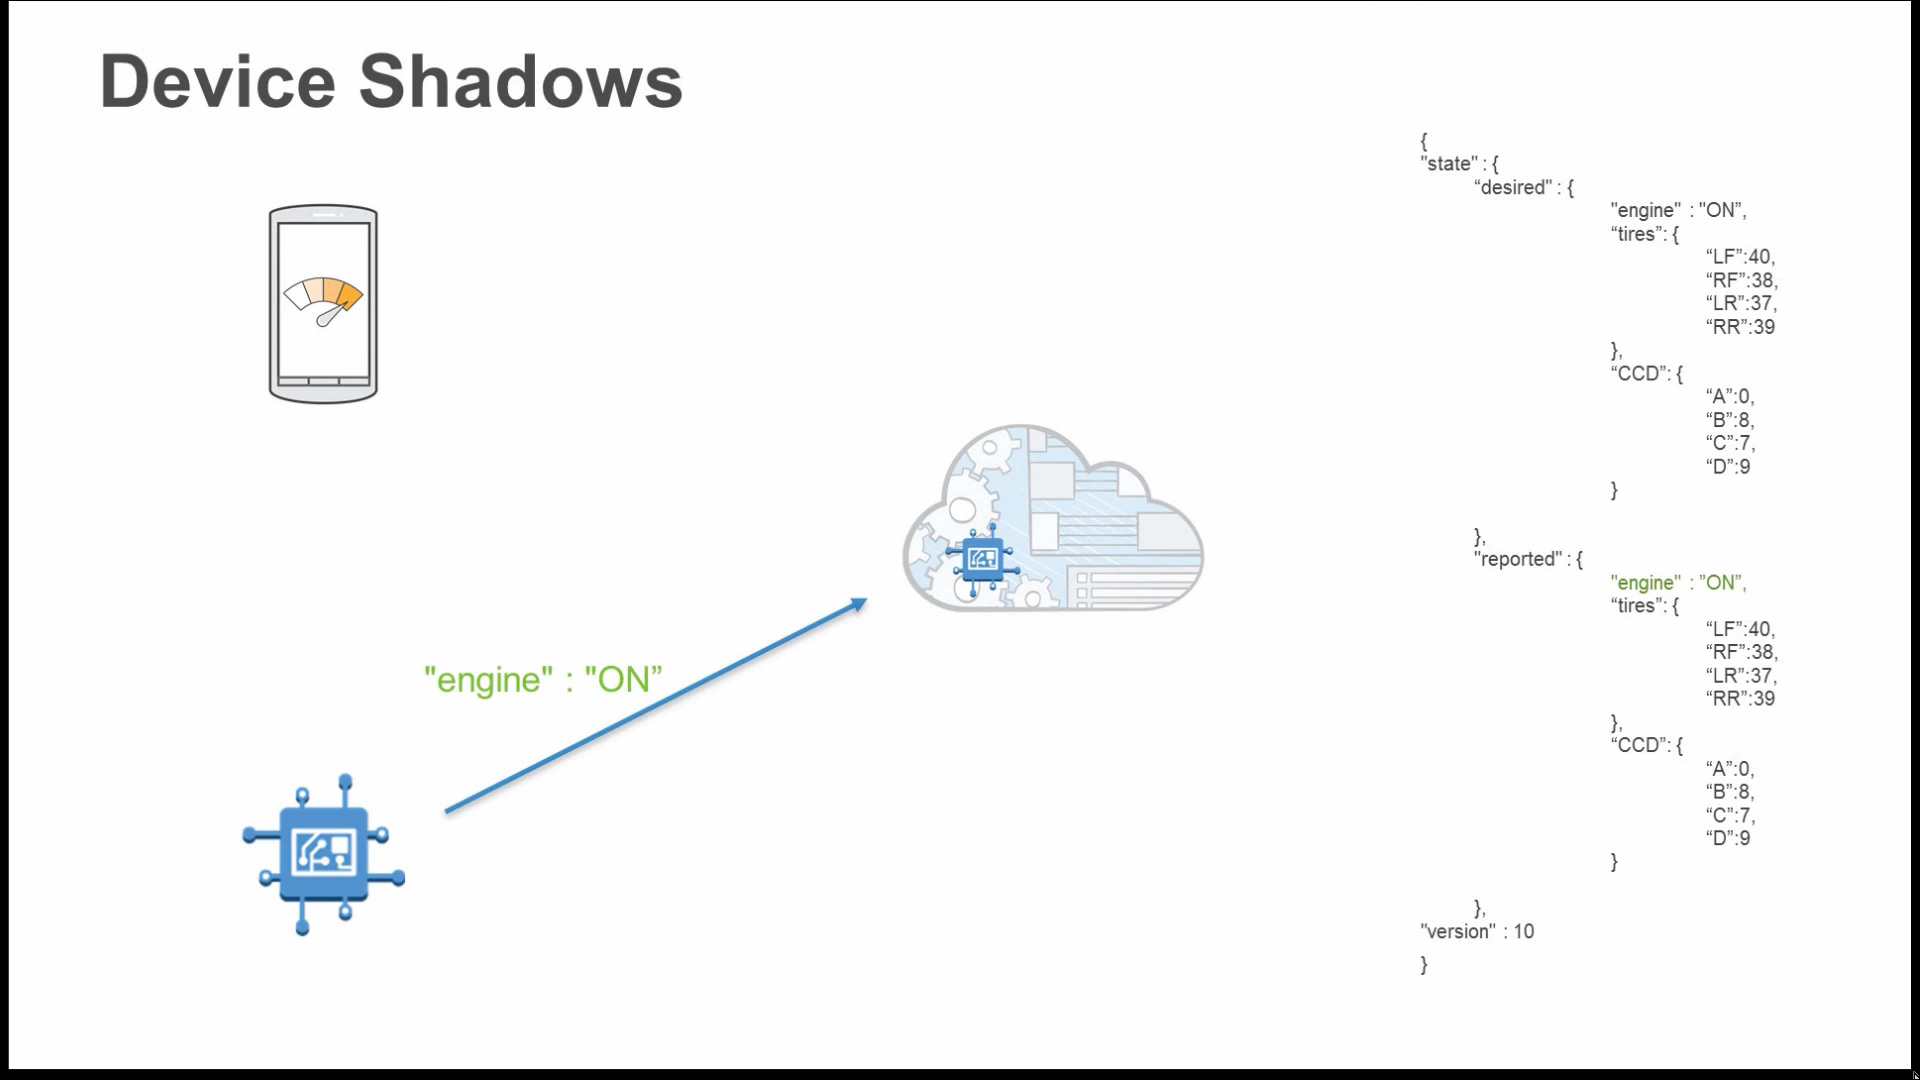 Device Shadows
{
"state" : {
“desired" : {
"engine" : "ON”,
“tires”: {
“LF”:40,
“RF”:38,
“LR”:37,
“RR”:39
},
“CCD”: {
“A”:0,
“B”:8,
“C”:7,
“D”:9
}
},
"reported" : {
"engine" : ”ON”,
“tires”: {
“LF”:40,
“RF”:38,
“LR”:37,
“RR”:39
},
“CCD”: {
“A”:0,
“B”:8,
“C”:7,
“D”:9
}
},
"version" : 10
}
"engine" : "ON”